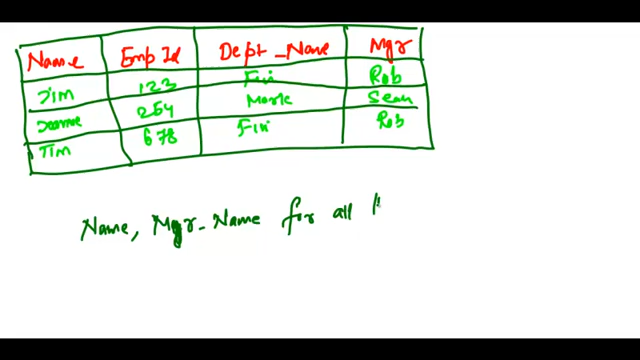 Name Emp Id Dept_Name Mgr
Jim 123 Fin Rob
254 Mark Sean
Tim 678 Fin Rob
Name, Mgr_Name for all